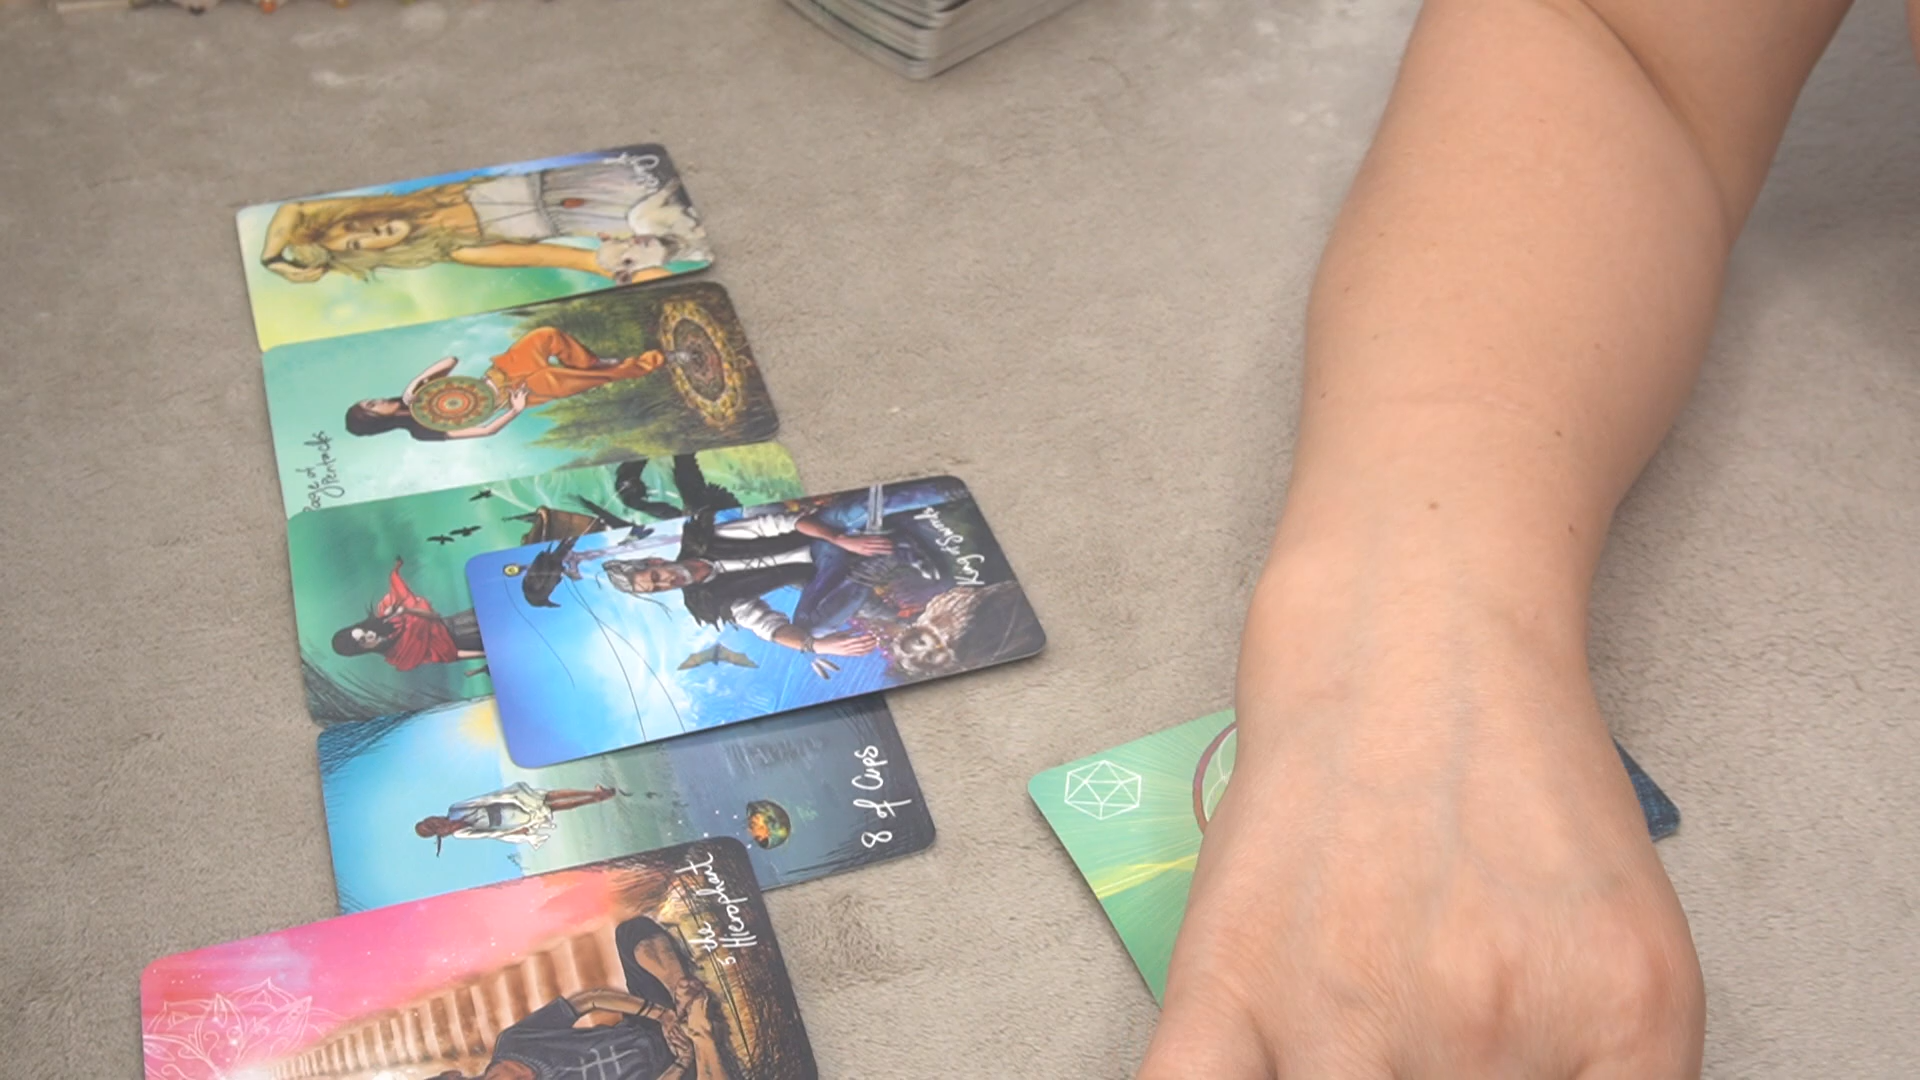 Page of
Pentacles
King of Swords
8 of Cups
5 the
Hierophant